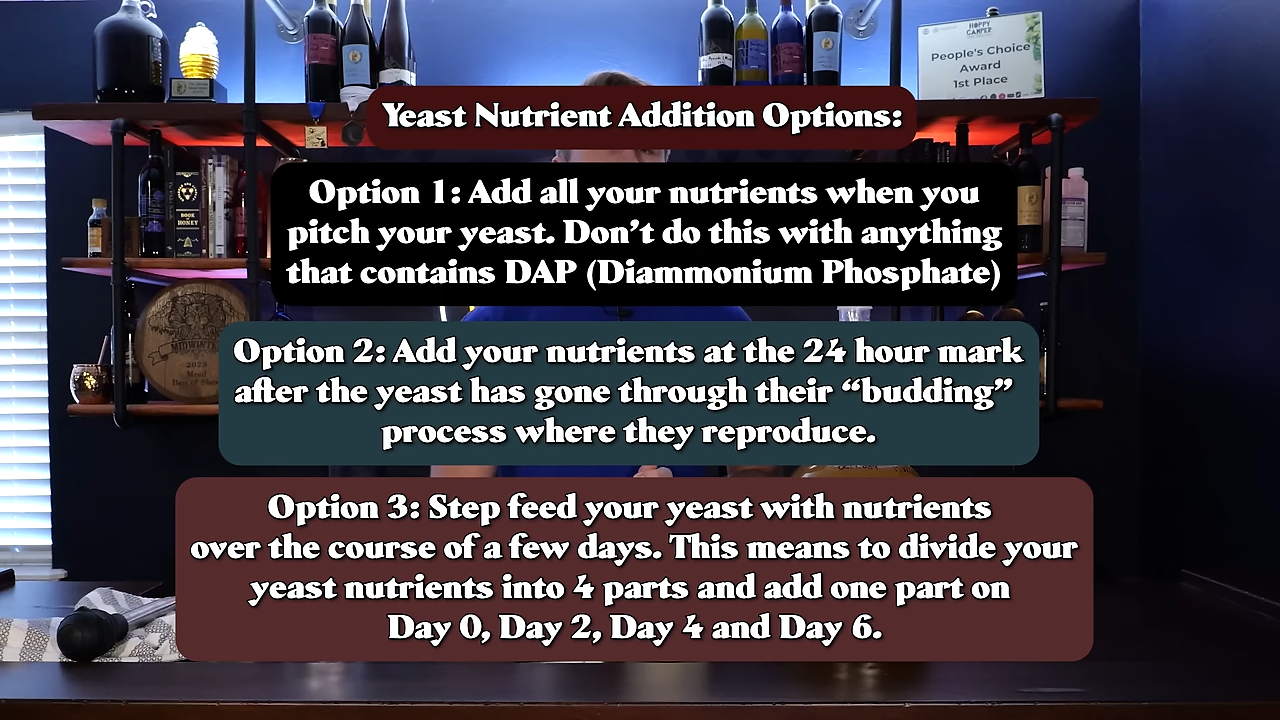 HOPPY
CAMPER
People's Choice
Award
1st Place
Yeast Nutrient Addition Options:
Option 1: Add all your nutrients when you
pitch your yeast. Don’t do this with anything
that contains DAP (Diammonium Phosphate)
BOOK
HONEY
Option 2: Add your nutrients at the 24 hour mark
after the yeast has gone through their “budding”
process where they reproduce.
2023
Mead
Option 3: Step feed your yeast with nutrients
over the course of a few days. This means to divide your
yeast nutrients into 4 parts and add one part on
Day 0, Day 2, Day 4 and Day 6.